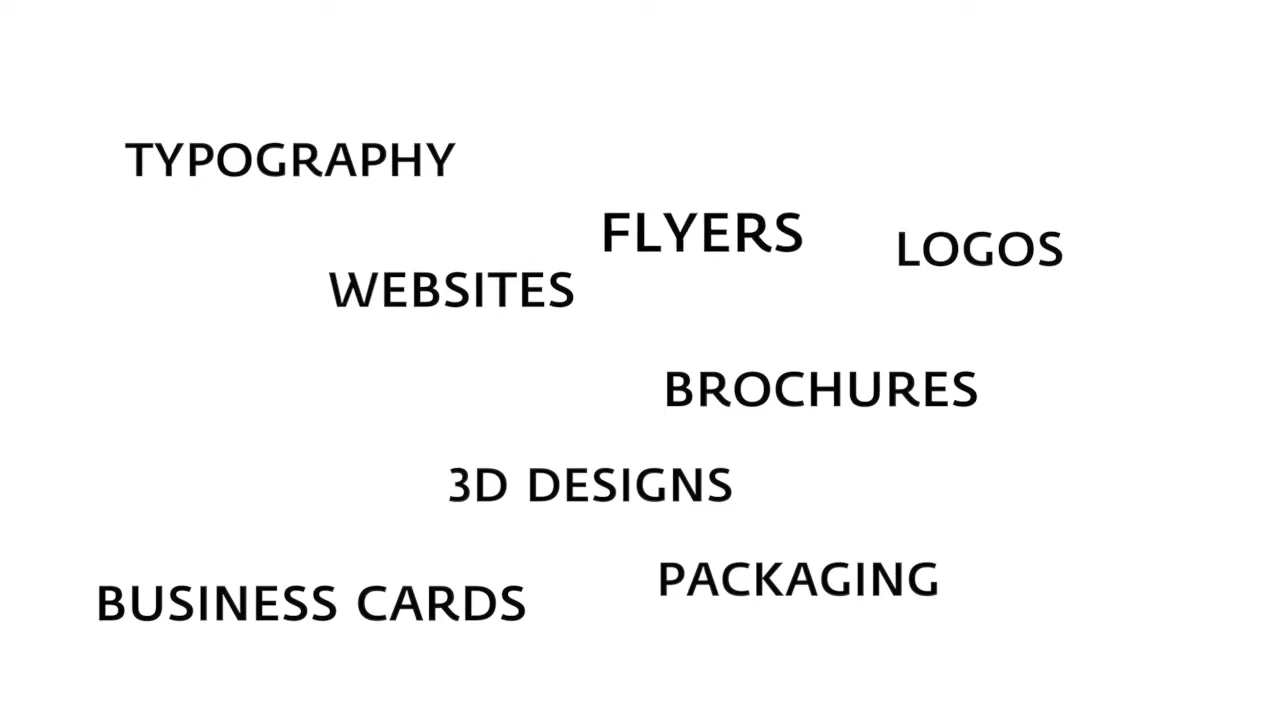 TYPOGRAPHY
FLYERS
LOGOS
WEBSITES
BROCHURES
3D DESIGNS
PACKAGING
BUSINESS CARDS